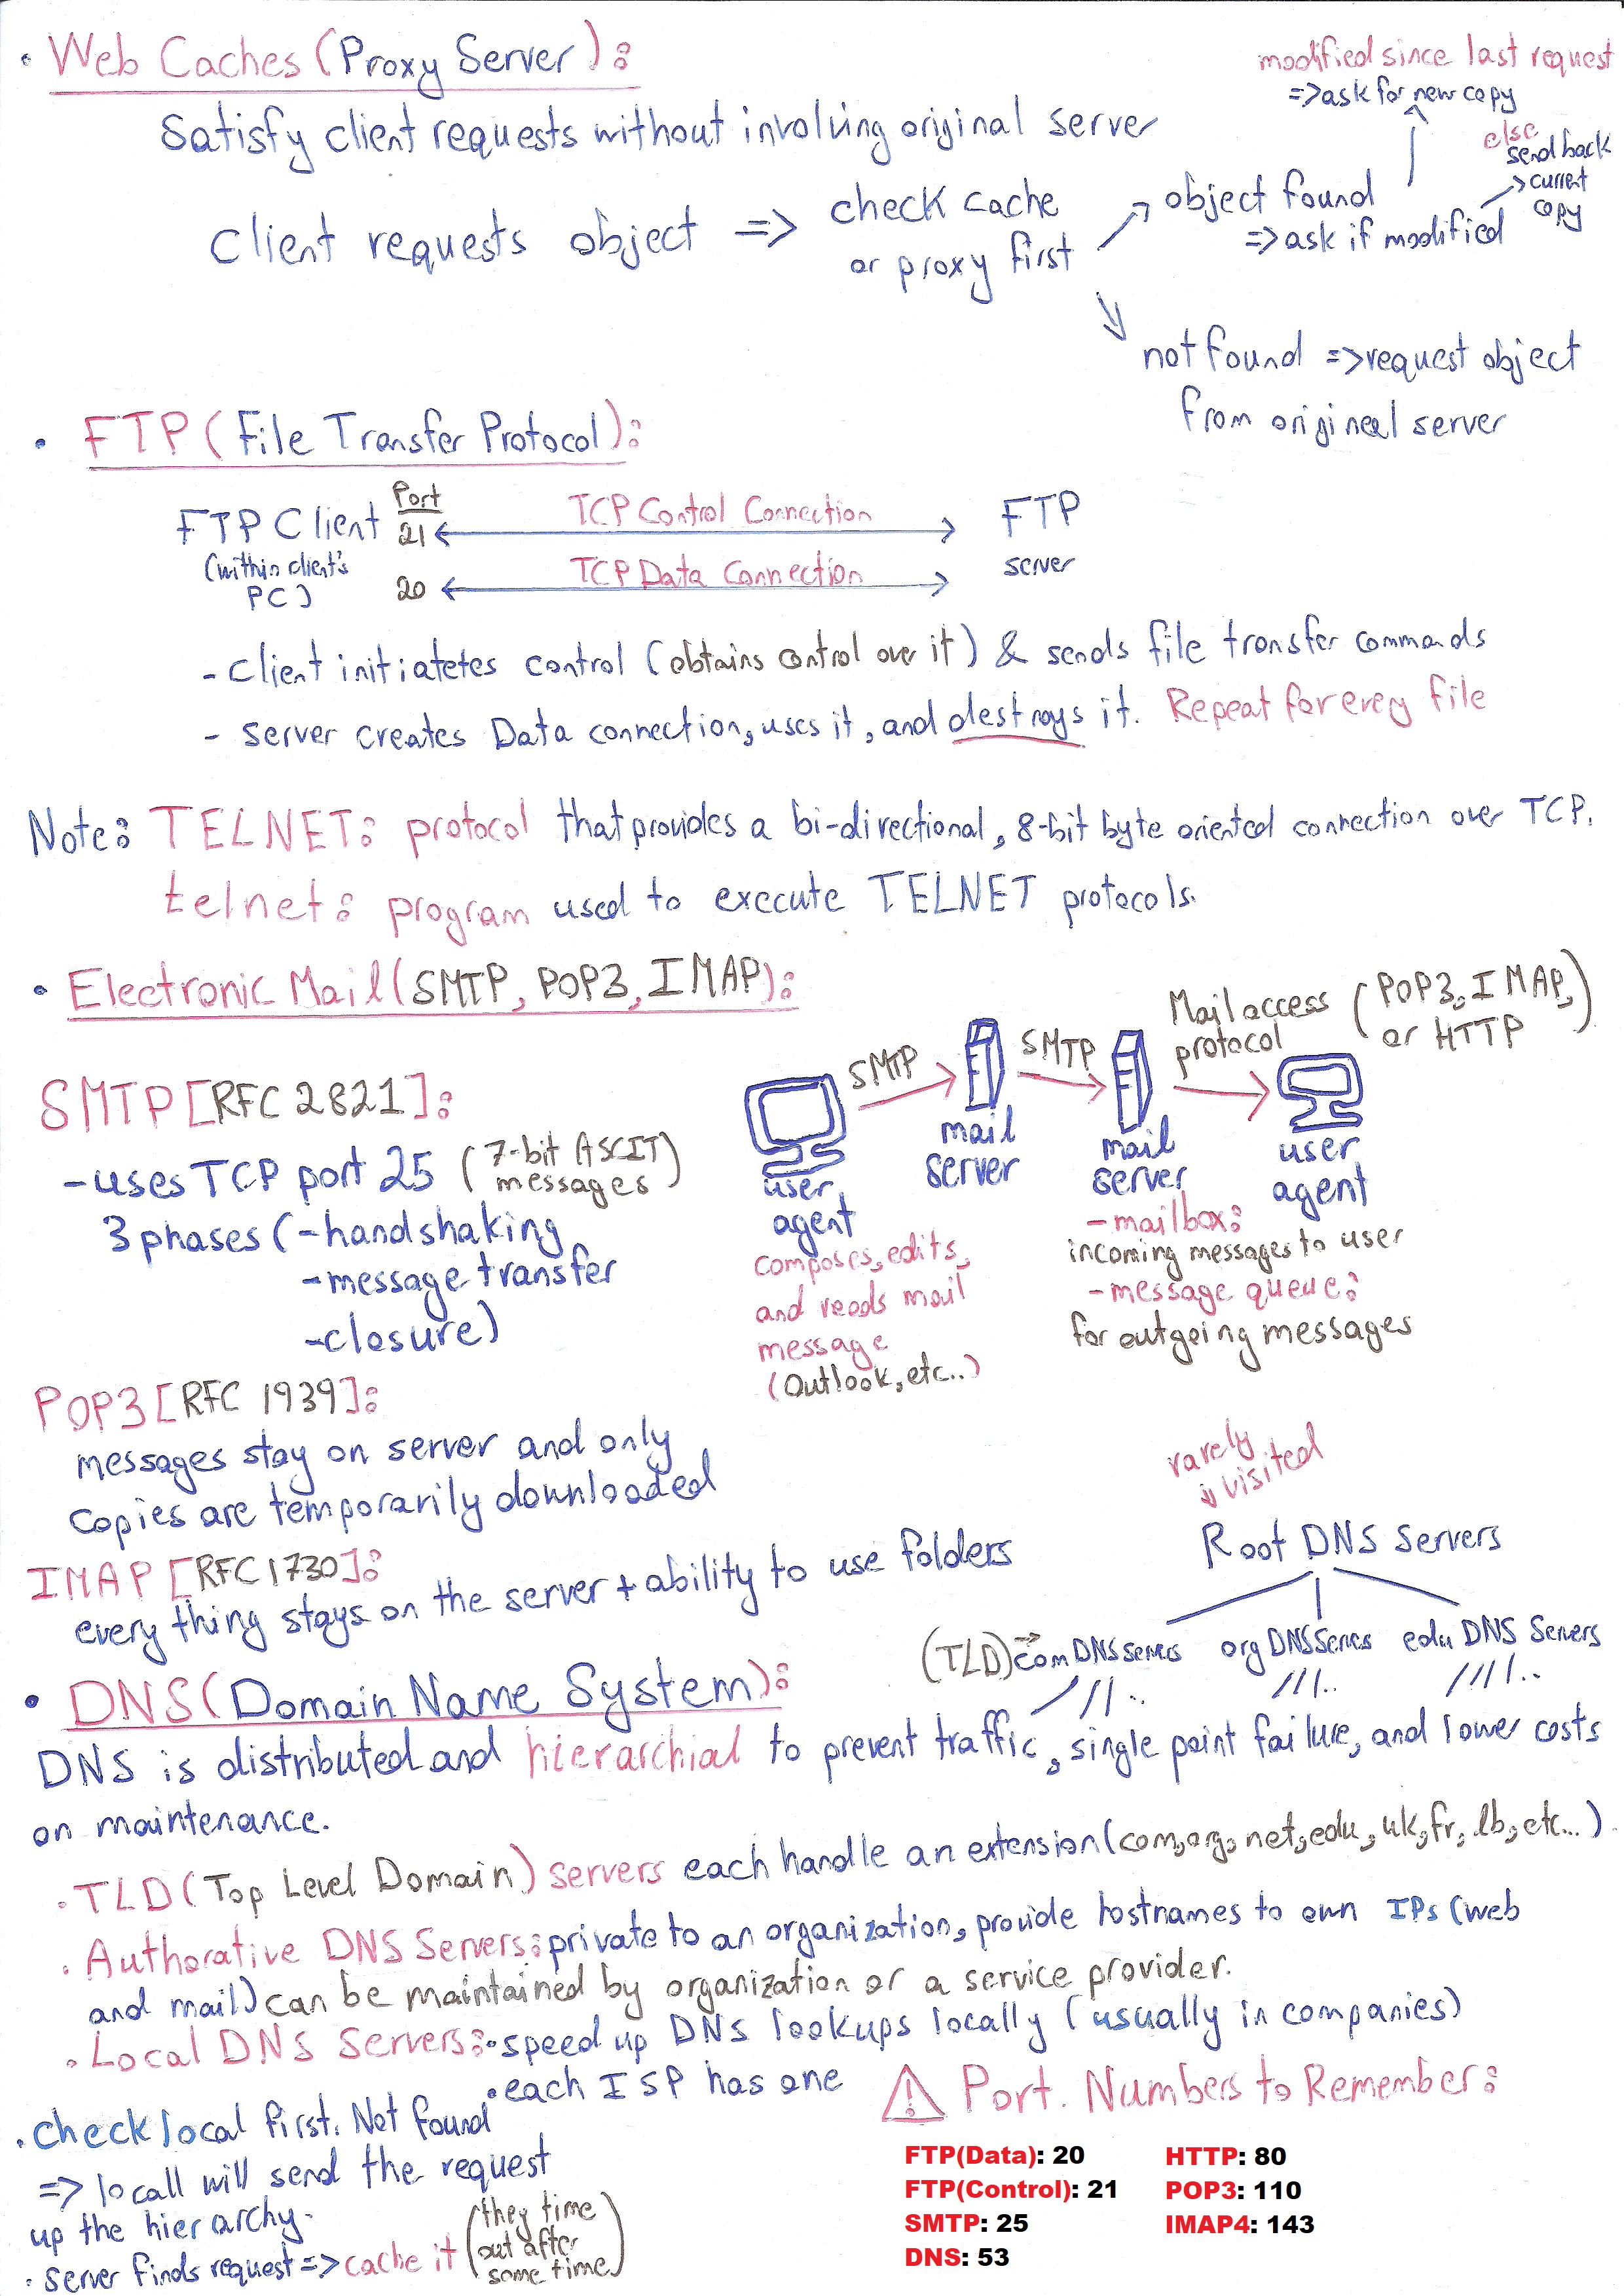 • Web Caches (Proxy Server):
Satisfy client requests without involving original server
client requests object => check cache or proxy first
object found
=> ask if modified
modified since last request
=> ask for new copy
else
send back
current
copy
not found => request object
from origineal server
• FTP (File Transfer Protocol):
FTP Client
(within client's
PC)
Port
21
TCP Control Connection
20
TCP Data Connection
FTP
server
- client initiatetes control (obtains control over it) & sends file transfer commands
- server creates Data connection, uses it, and destroys it. Repeat for every file
Note: TELNET: protocol that provides a bi-directional, 8-bit byte oriented connection over TCP.
telnet: program used to execute TELNET protocols.
• Electronic Mail (SMTP, POP3, IMAP):
SMTP [RFC 2821]:
- uses TCP port 25 (7-bit ASCII messages)
3 phases (- handshaking
- message transfer
- closure)
SMTP
SMTP
Mail access
protocol
(POP3, IMAP,
or HTTP)
user
agent
composes, edits,
and reads mail
message
(Outlook, etc..)
mail
server
mail
server
- mailbox:
incoming messages to user
- message queue:
for outgoing messages
user
agent
POP3 [RFC 1939]:
messages stay on server and only
copies are temporarily downloaded
IMAP [RFC 1730]:
every thing stays on the server + ability to use folders
rarely
visited
Root DNS Servers
(TLD) => com DNS servers org DNS Servers edu DNS Servers
• DNS (Domain Name System):
DNS is distributed and hierarchial to prevent traffic, single point failure, and lower costs
on maintenance.
• TLD (Top Level Domain) servers each handle an extension (com, org, net, edu, uk, fr, lb, etc...).
• Authorative DNS Servers: private to an organization, provide hostnames to own IPs (web
and mail) can be maintained by organization or a service provider.
• Local DNS Servers: • speed up DNS lookups locally (usually in companies)
• each ISP has one
• check local first. Not found
=> locall will send the request
up the hierarchy.
• server finds request => cache it (they time
out after
some time)
⚠ Port. Numbers to Remember:
FTP(Data): 20
FTP(Control): 21
SMTP: 25
DNS: 53
HTTP: 80
POP3: 110
IMAP4: 143